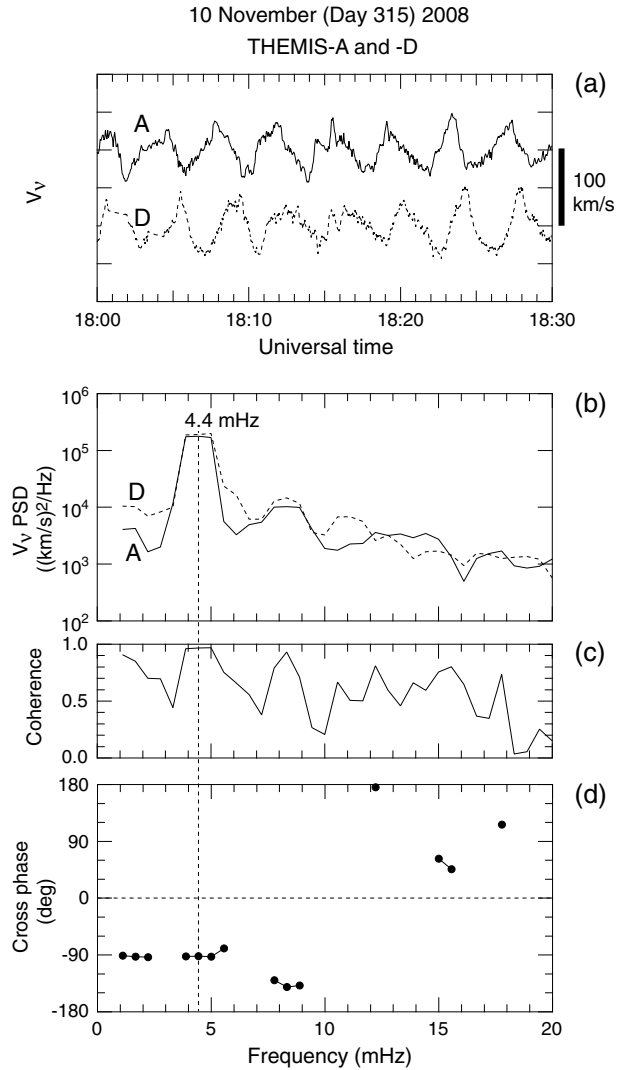 10 November (Day 315) 2008
THEMIS-A and -D
(a)
A
D
Vν
100
km/s
18:00
18:10
18:20
18:30
Universal time
(b)
10^6
4.4 mHz
10^5
D
10^4
A
10^3
10^2
Vν PSD
((km/s)^2/Hz)
(c)
1.0
0.5
0.0
Coherence
(d)
180
90
0
-90
-180
Cross phase
(deg)
0
5
10
15
20
Frequency (mHz)